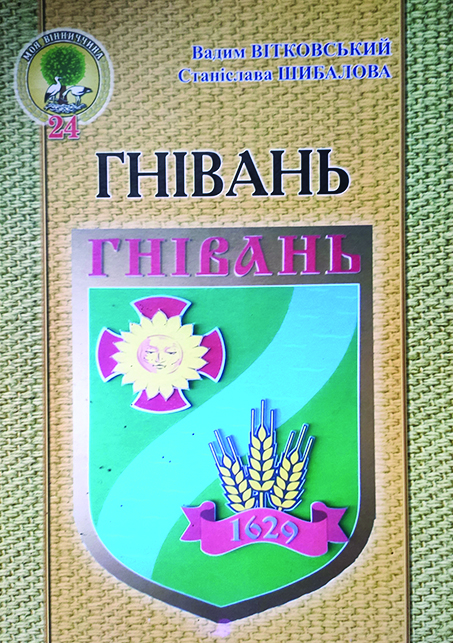 Моя Вінниччина
24
Вадим ВІТКОВСЬКИЙ
Станіслава ШИБАЛОВА
ГНІВАНЬ
ГНІВАНЬ
1629